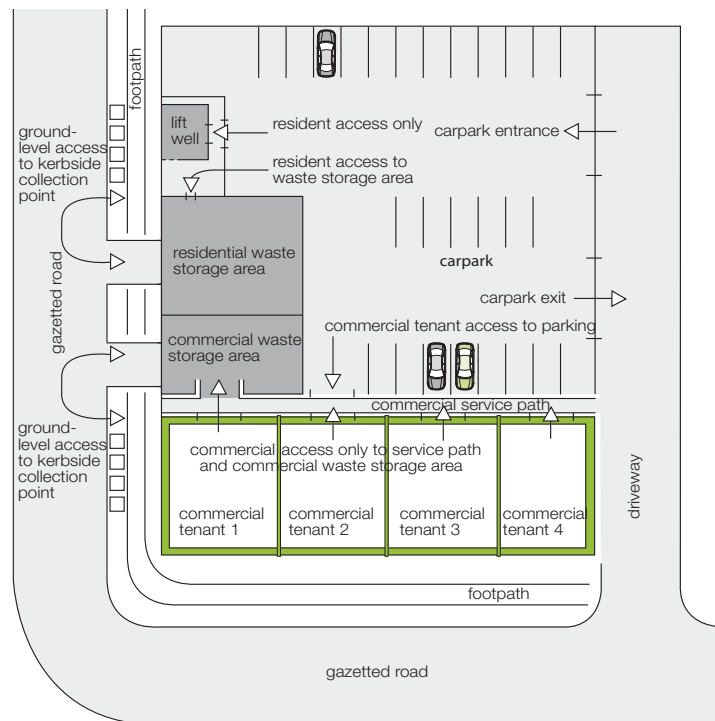 footpath
lift
well
resident access only
carpark entrance
ground-
level access
to kerbside
collection
point
resident access to
waste storage area
residential waste
storage area
carpark
gazetted road
carpark exit
commercial tenant access to parking
commercial waste
storage area
commercial service path
ground-
level access
to kerbside
collection
point
commercial access only to service path
and commercial waste storage area
commercial
tenant 1
commercial
tenant 2
commercial
tenant 3
commercial
tenant 4
driveway
footpath
gazetted road